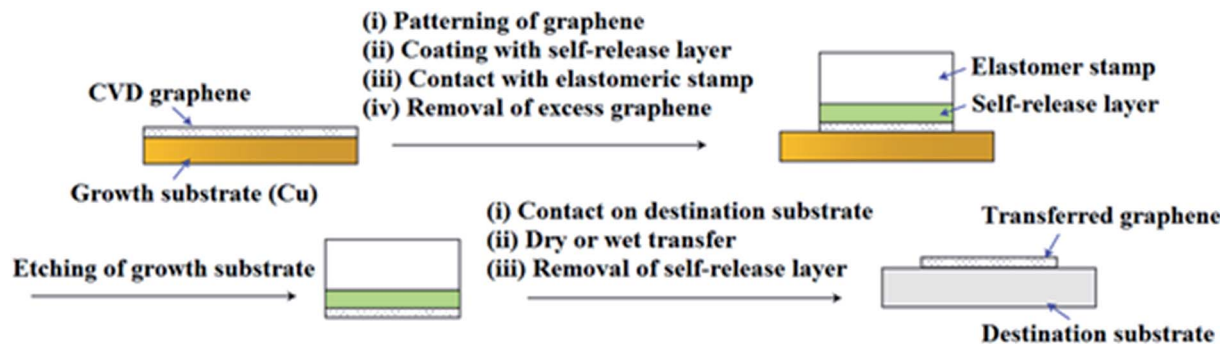 (i) Patterning of graphene
(ii) Coating with self-release layer
(iii) Contact with elastomeric stamp
(iv) Removal of excess graphene
CVD graphene
Growth substrate (Cu)
Elastomer stamp
Self-release layer
Etching of growth substrate
(i) Contact on destination substrate
(ii) Dry or wet transfer
(iii) Removal of self-release layer
Transferred graphene
Destination substrate